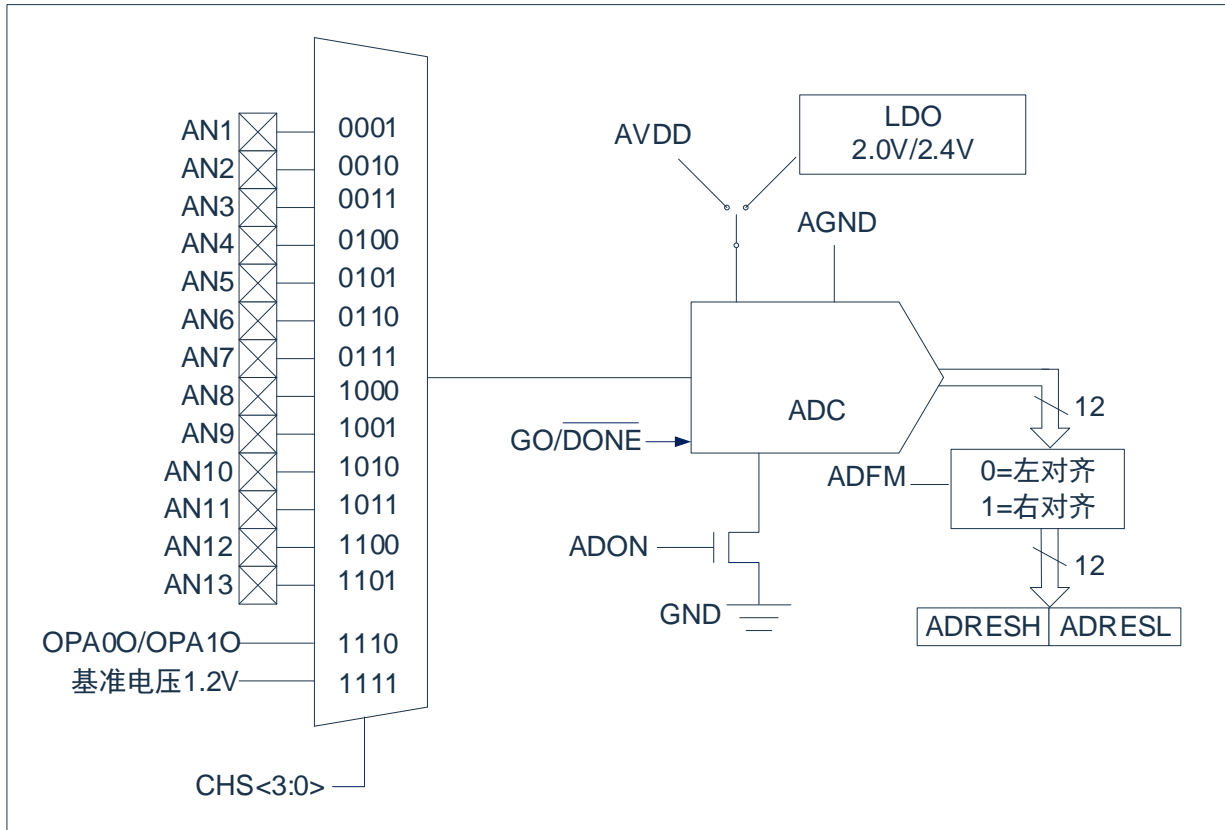 AN1 0001
AN2 0010
AN3 0011
AN4 0100
AN5 0101
AN6 0110
AN7 0111
AN8 1000
AN9 1001
AN10 1010
AN11 1011
AN12 1100
AN13 1101
OPA0O/OPA1O 1110
基准电压1.2V 1111
CHS<3:0>
AVDD
LDO
2.0V/2.4V
AGND
ADC
GO/DONE
12
ADFM
0=左对齐
1=右对齐
ADON
12
GND
ADRESH ADRESL